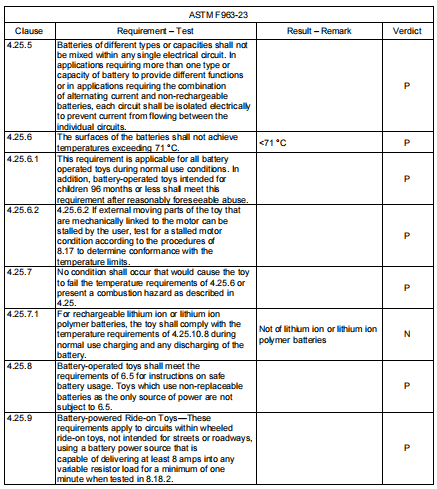 ASTM F963-23
Clause Requirement – Test Result – Remark Verdict
4.25.5 Batteries of different types or capacities shall not
be mixed within any single electrical circuit. In
applications requiring more than one type or
capacity of battery to provide different functions
or in applications requiring the combination
of alternating current and non-rechargeable
batteries, each circuit shall be isolated electrically
to prevent current from flowing between the
individual circuits.
P
4.25.6 The surfaces of the batteries shall not achieve
temperatures exceeding 71 °C.
<71 °C P
4.25.6.1 This requirement is applicable for all battery
operated toys during normal use conditions. In
addition, battery-operated toys intended for
children 96 months or less shall meet this
requirement after reasonably foreseeable abuse.
P
4.25.6.2 4.25.6.2 If external moving parts of the toy that
are mechanically linked to the motor can be
stalled by the user, test for a stalled motor
condition according to the procedures of
8.17 to determine conformance with the
temperature limits.
P
4.25.7 No condition shall occur that would cause the toy
to fail the temperature requirements of 4.25.6 or
present a combustion hazard as described in
4.25.
P
4.25.7.1 For rechargeable lithium ion or lithium
polymer batteries, the toy shall comply with the
temperature requirements of 4.25.10.8 during
normal use charging and any discharging of the
battery.
Not of lithium ion or lithium ion
polymer batteries
N
4.25.8 Battery-operated toys shall meet the
requirements of 6.5 for instructions on safe
battery usage. Toys which use non-replaceable
batteries as the only source of power are not
subject to 6.5.
P
4.25.9 Battery-powered Ride-on Toys—These
requirements apply to circuits within wheeled
ride-on toys, not intended for streets or roadways,
using a battery power source that is
capable of delivering at least 8 amps into any
variable resistor load for a minimum of one
minute when tested in 8.18.2.
P